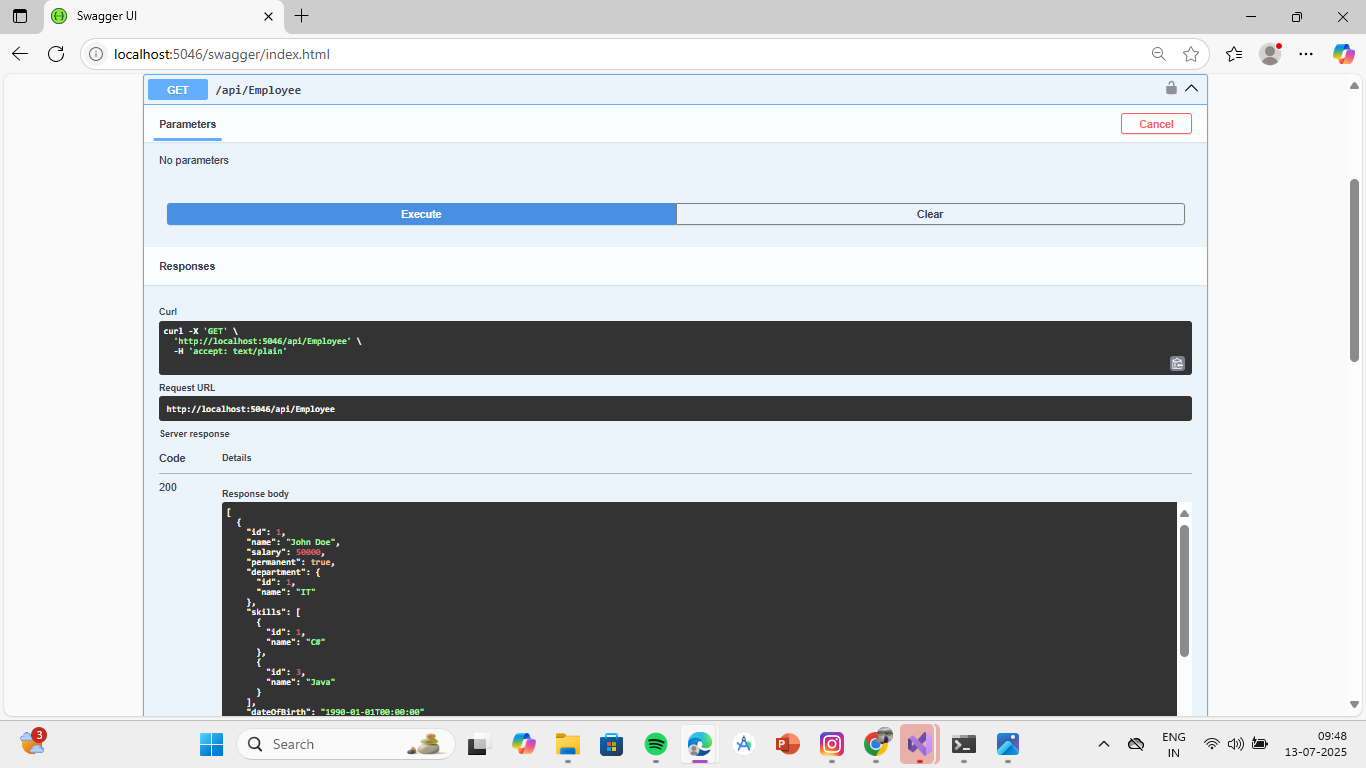 Swagger UI
localhost:5046/swagger/index.html
GET /api/Employee
Parameters
Cancel
No parameters
Execute
Clear
Responses
Curl
curl -X 'GET' \
'http://localhost:5046/api/Employee' \
-H 'accept: text/plain'
Request URL
http://localhost:5046/api/Employee
Server response
Code Details
200
Response body
[
{
"id": 1,
"name": "John Doe",
"salary": 50000,
"permanent": true,
"department": {
"id": 1,
"name": "IT"
},
"skills": [
{
"id": 1,
"name": "C#"
},
{
"id": 3,
"name": "Java"
}
],
"dateOfBirth": "1990-01-01T00:00:00"
3
Search
ENG
IN
09:48
13-07-2025